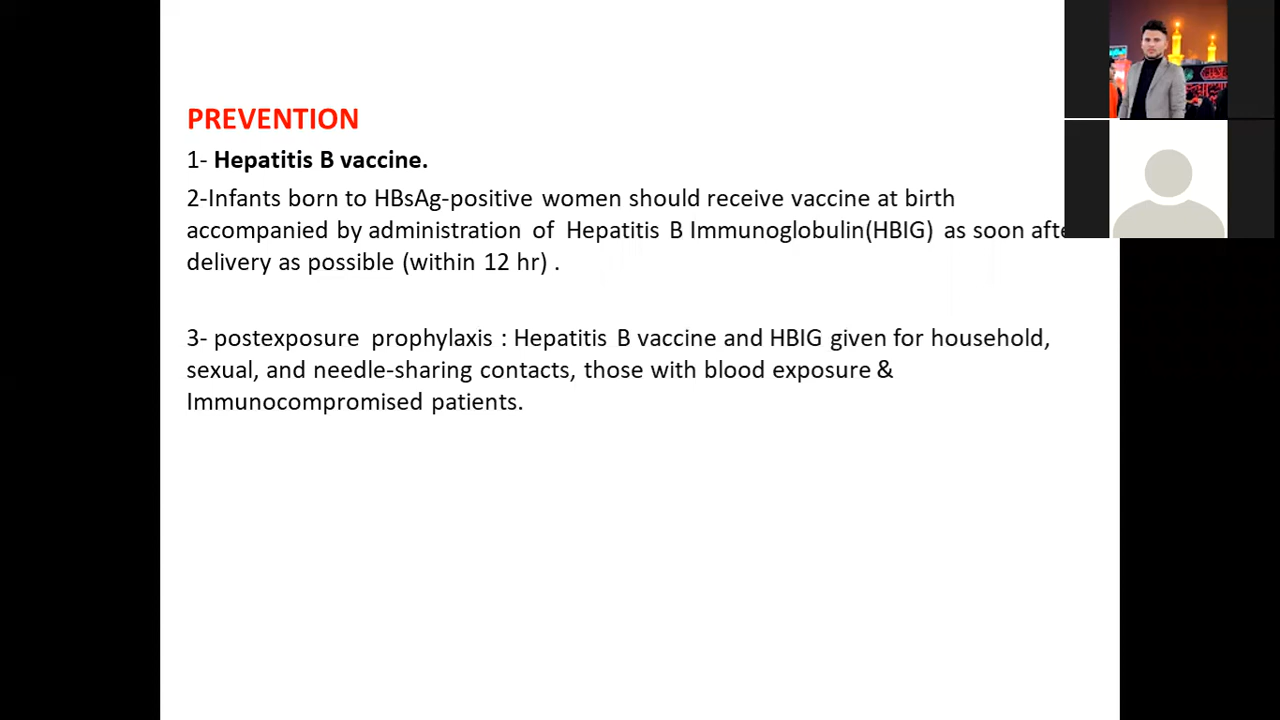 PREVENTION
1- Hepatitis B vaccine.
2-Infants born to HBsAg-positive women should receive vaccine at birth
accompanied by administration of Hepatitis B Immunoglobulin(HBIG) as soon afte
delivery as possible (within 12 hr) .
3- postexposure prophylaxis : Hepatitis B vaccine and HBIG given for household,
sexual, and needle-sharing contacts, those with blood exposure &
Immunocompromised patients.